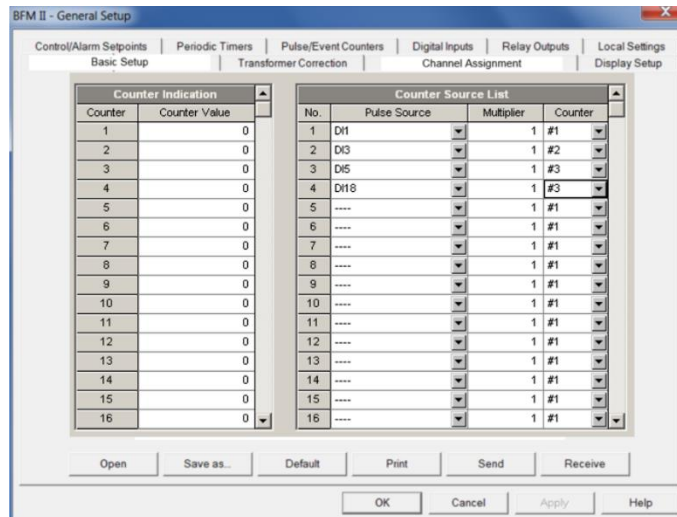 BFM II - General Setup
Control/Alarm Setpoints Periodic Timers Pulse/Event Counters Digital Inputs Relay Outputs Local Settings
Basic Setup Transformer Correction Channel Assignment Display Setup
Counter Indication Counter Source List
Counter Counter Value No. Pulse Source Multiplier Counter
1 0 1 DI1 1 #1
2 0 2 DI3 1 #2
3 0 3 DI5 1 #3
4 0 4 DI18 1 #3
5 0 5 ---- 1 #1
6 0 6 ---- 1 #1
7 0 7 ---- 1 #1
8 0 8 ---- 1 #1
9 0 9 ---- 1 #1
10 0 10 ---- 1 #1
11 0 11 ---- 1 #1
12 0 12 ---- 1 #1
13 0 13 ---- 1 #1
14 0 14 ---- 1 #1
15 0 15 ---- 1 #1
16 0 16 ---- 1 #1
Open Save as... Default Print Send Receive
OK Cancel Apply Help